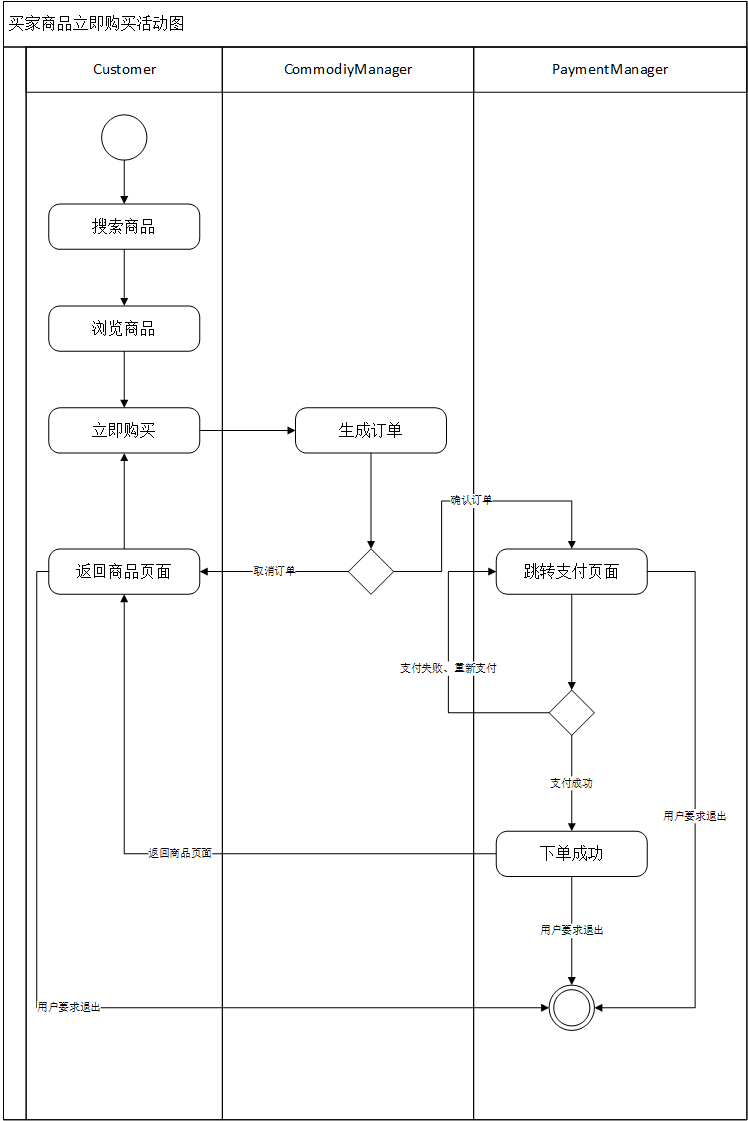 买家商品立即购买活动图
Customer
CommodiyManager
PaymentManager
搜索商品
浏览商品
立即购买
生成订单
确认订单
返回商品页面
取消订单
跳转支付页面
支付失败、重新支付
支付成功
用户要求退出
返回商品页面
下单成功
用户要求退出
用户要求退出